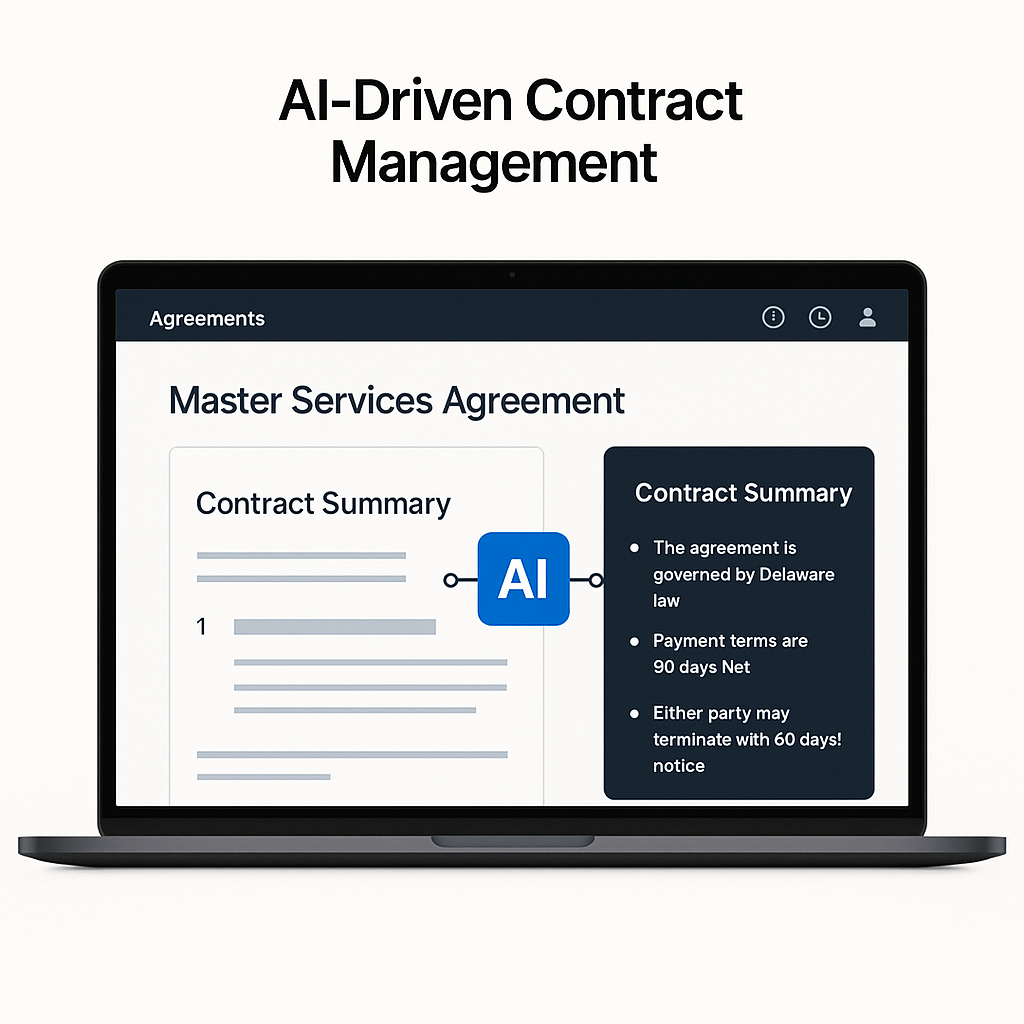 AI-Driven Contract
Management
Agreements
Master Services Agreement
Contract Summary
1
AI
Contract Summary
• The agreement is
governed by Delaware
law
• Payment terms are
90 days Net
• Either party may
terminate with 60 days!
notice